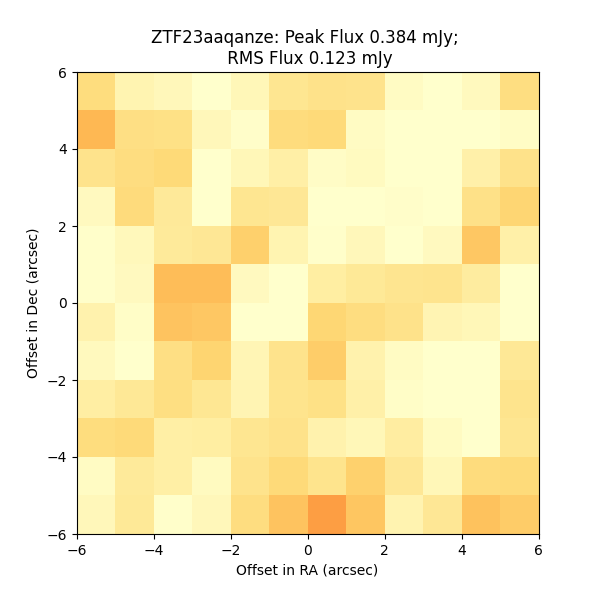 ZTF23aaqanze: Peak Flux 0.384 mJy;
RMS Flux 0.123 mJy
6
4
2
0
−2
−4
−6
Offset in Dec (arcsec)
−6 −4 −2 0 2 4 6
Offset in RA (arcsec)